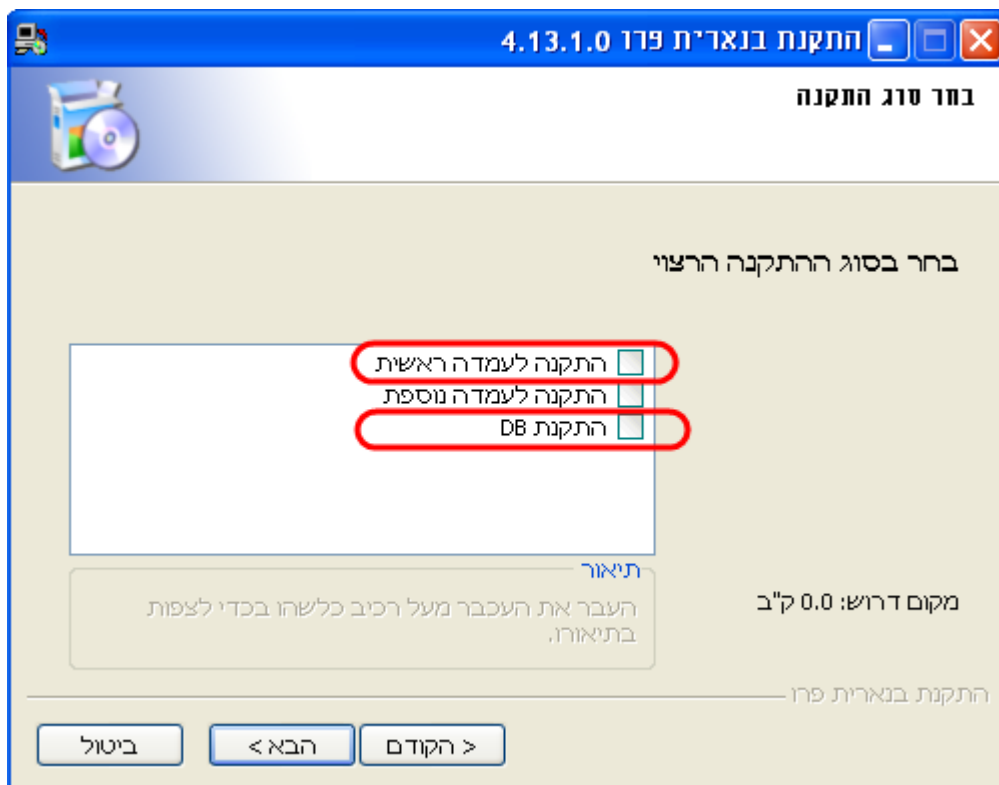 התקנת בנארית פרו 4.13.1.0
בחר סוג התקנה
בחר בסוג ההתקנה הרצוי
התקנה לעמדה ראשית
התקנה לעמדה נוספת
התקנת DB
תיאור
העבר את העכבר מעל רכיב כלשהו בכדי לצפות
בתיאורו.
מקום דרוש: 0.0 ק"ב
התקנת בנארית פרו
< הקודם
הבא >
ביטול